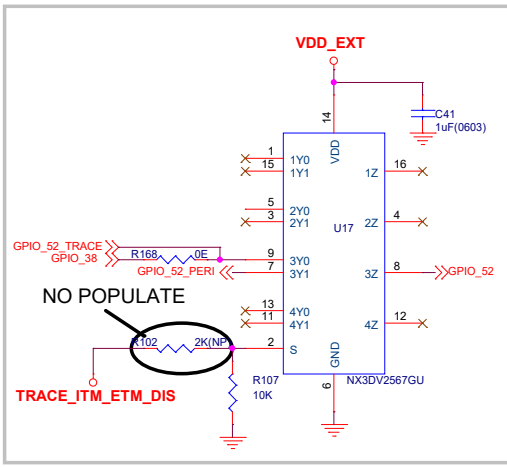 VDD_EXT
C41
1uF(0603)
14
VDD
1 1Y0 1Z 16
15 1Y1
5 2Y0
3 2Y1 2Z 4
U17
GPIO_52_TRACE
GPIO_38 R168 0E 9 3Y0 3Z 8 GPIO_52
GPIO_52_PERI 7 3Y1
NO POPULATE
13 4Y0 4Z 12
11 4Y1
R102 2K(NP 2 S
GND
TRACE_ITM_ETM_DIS
R107
10K
6
NX3DV2567GU